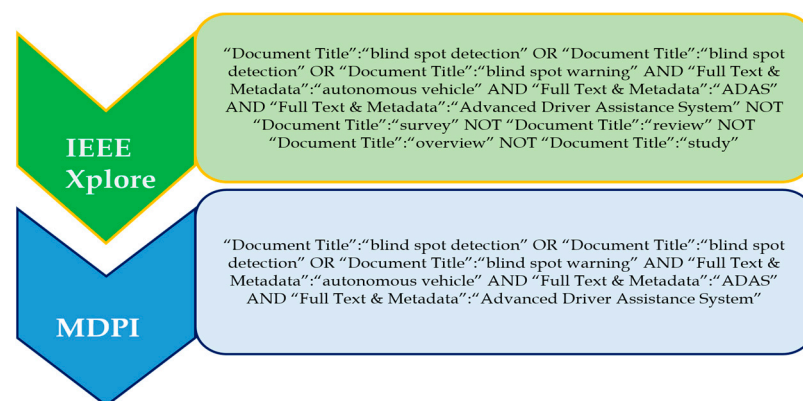 IEEE
Xplore
“Document Title”:“blind spot detection” OR “Document Title”:“blind spot
detection” OR “Document Title”:“blind spot warning” AND “Full Text &
Metadata”:“autonomous vehicle” AND “Full Text & Metadata”:“ADAS”
AND “Full Text & Metadata”:“Advanced Driver Assistance System” NOT
“Document Title”:“survey” NOT “Document Title”:“review” NOT
“Document Title”:“overview” NOT “Document Title”:“study”
MDPI
“Document Title”:“blind spot detection” OR “Document Title”:“blind spot
detection” OR “Document Title”:“blind spot warning” AND “Full Text &
Metadata”:“autonomous vehicle” AND “Full Text & Metadata”:“ADAS”
AND “Full Text & Metadata”:“Advanced Driver Assistance System”